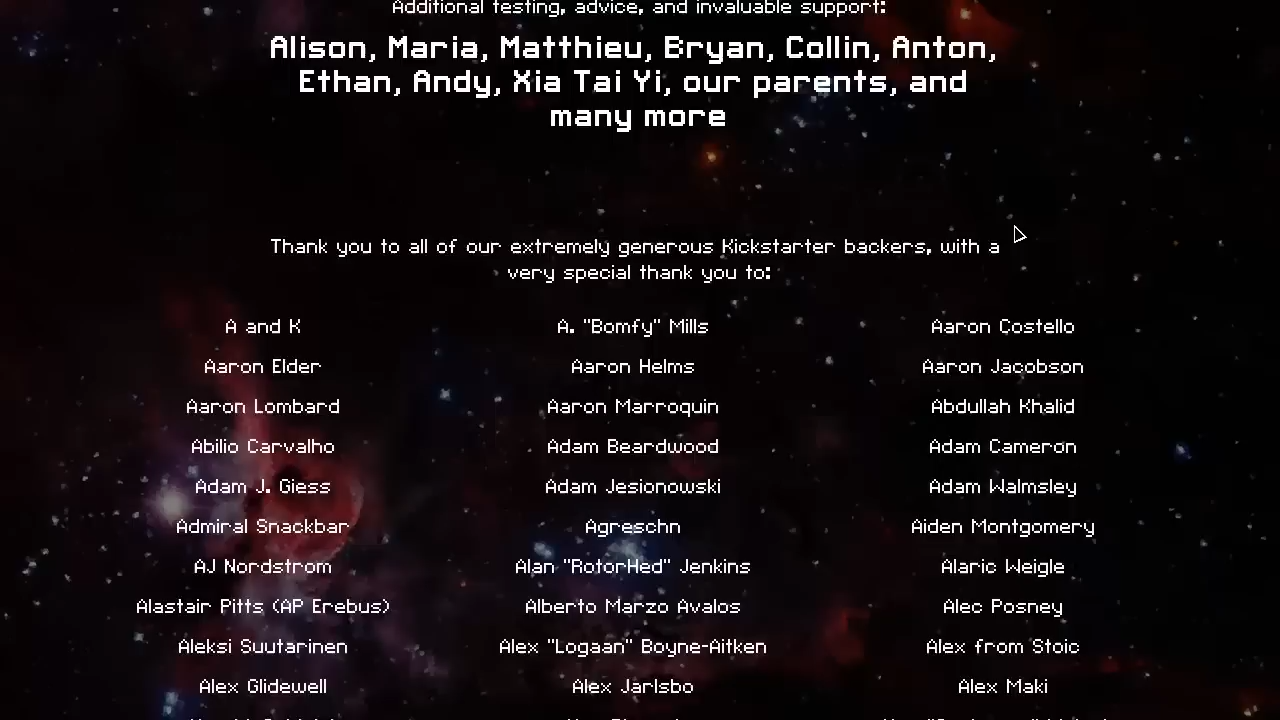 Additional testing, advice, and invaluable support:
Alison, Maria, Matthieu, Bryan, Collin, Anton,
Ethan, Andy, Xia Tai Yi, our parents, and
many more
Thank you to all of our extremely generous Kickstarter backers, with a
very special thank you to:
A and K A. "Bomfy" Mills Aaron Costello
Aaron Elder Aaron Helms Aaron Jacobson
Aaron Lombard Aaron Marroquin Abdullah Khalid
Abilio Carvalho Adam Beardwood Adam Cameron
Adam J. Giess Adam Jesionowski Adam Walmsley
Admiral Snackbar Agreschn Aiden Montgomery
AJ Nordstrom Alan "RotorHed" Jenkins Alaric Weigle
Alastair Pitts (AP Erebus) Alberto Marzo Avalos Alec Posney
Aleksi Suutarinen Alex "Logaan" Boyne-Aitken Alex from Stoic
Alex Glidewell Alex Jarlsbo Alex Maki